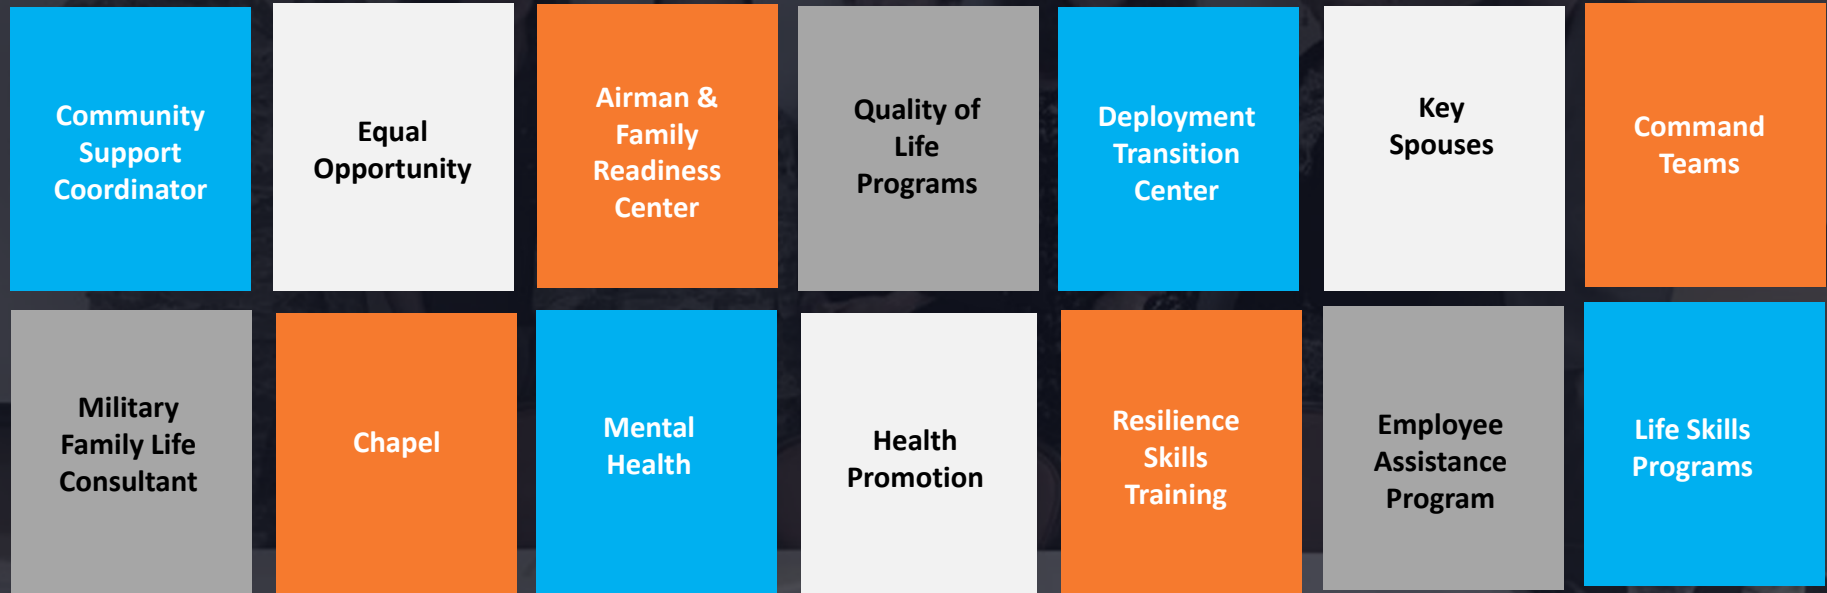 Community
Support
Coordinator
Equal
Opportunity
Airman &
Family
Readiness
Center
Quality of
Life
Programs
Deployment
Transition
Center
Key
Spouses
Command
Teams
Military
Family Life
Consultant
Chapel
Mental
Health
Health
Promotion
Resilience
Skills
Training
Employee
Assistance
Program
Life Skills
Programs